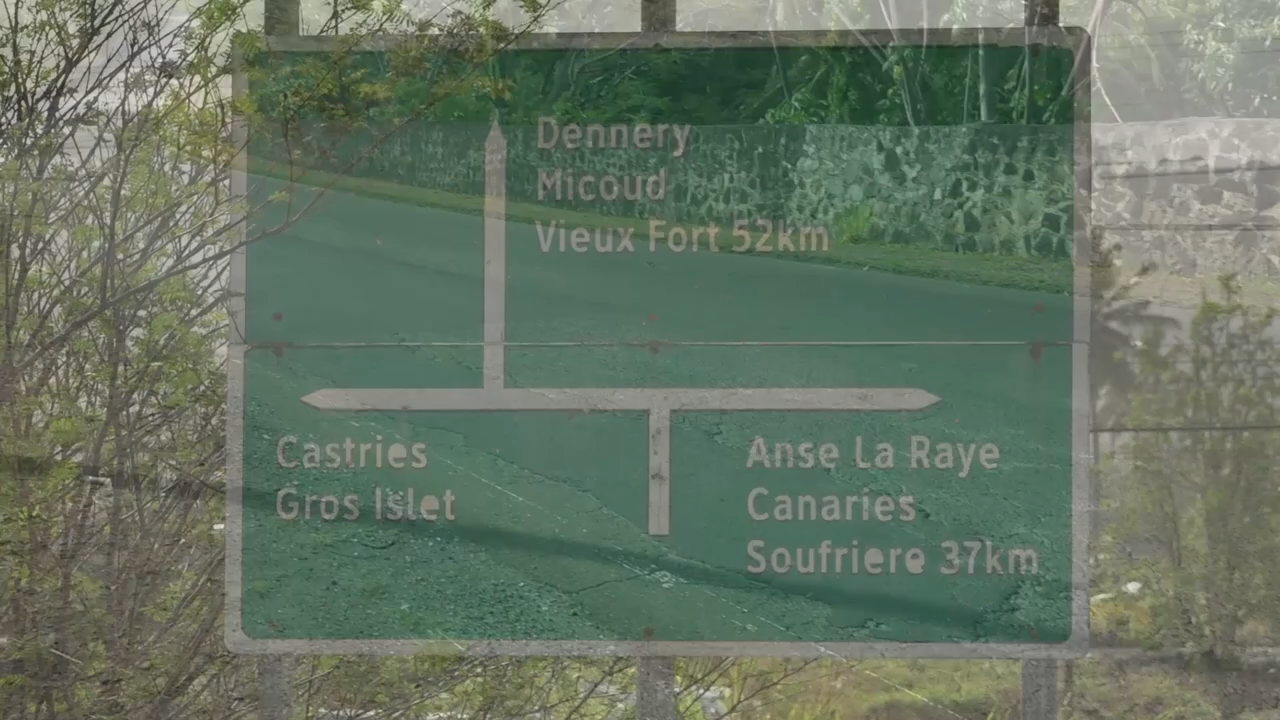 Dennery
Micoud
Vieux Fort 52km
Castries
Gros Islet
Anse La Raye
Canaries
Soufriere 37km